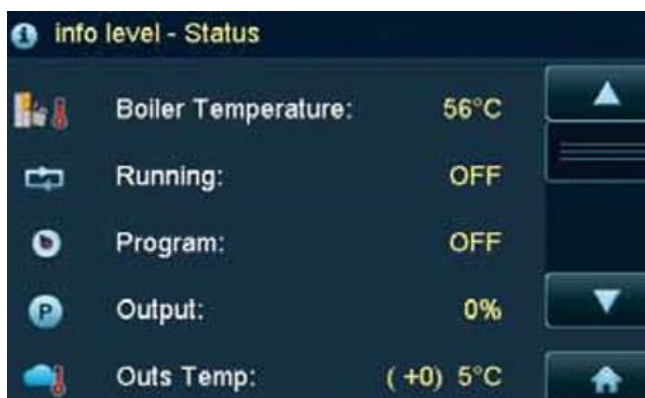 info level - Status
Boiler Temperature: 56°C
Running: OFF
Program: OFF
P Output: 0%
Outs Temp: ( +0) 5°C